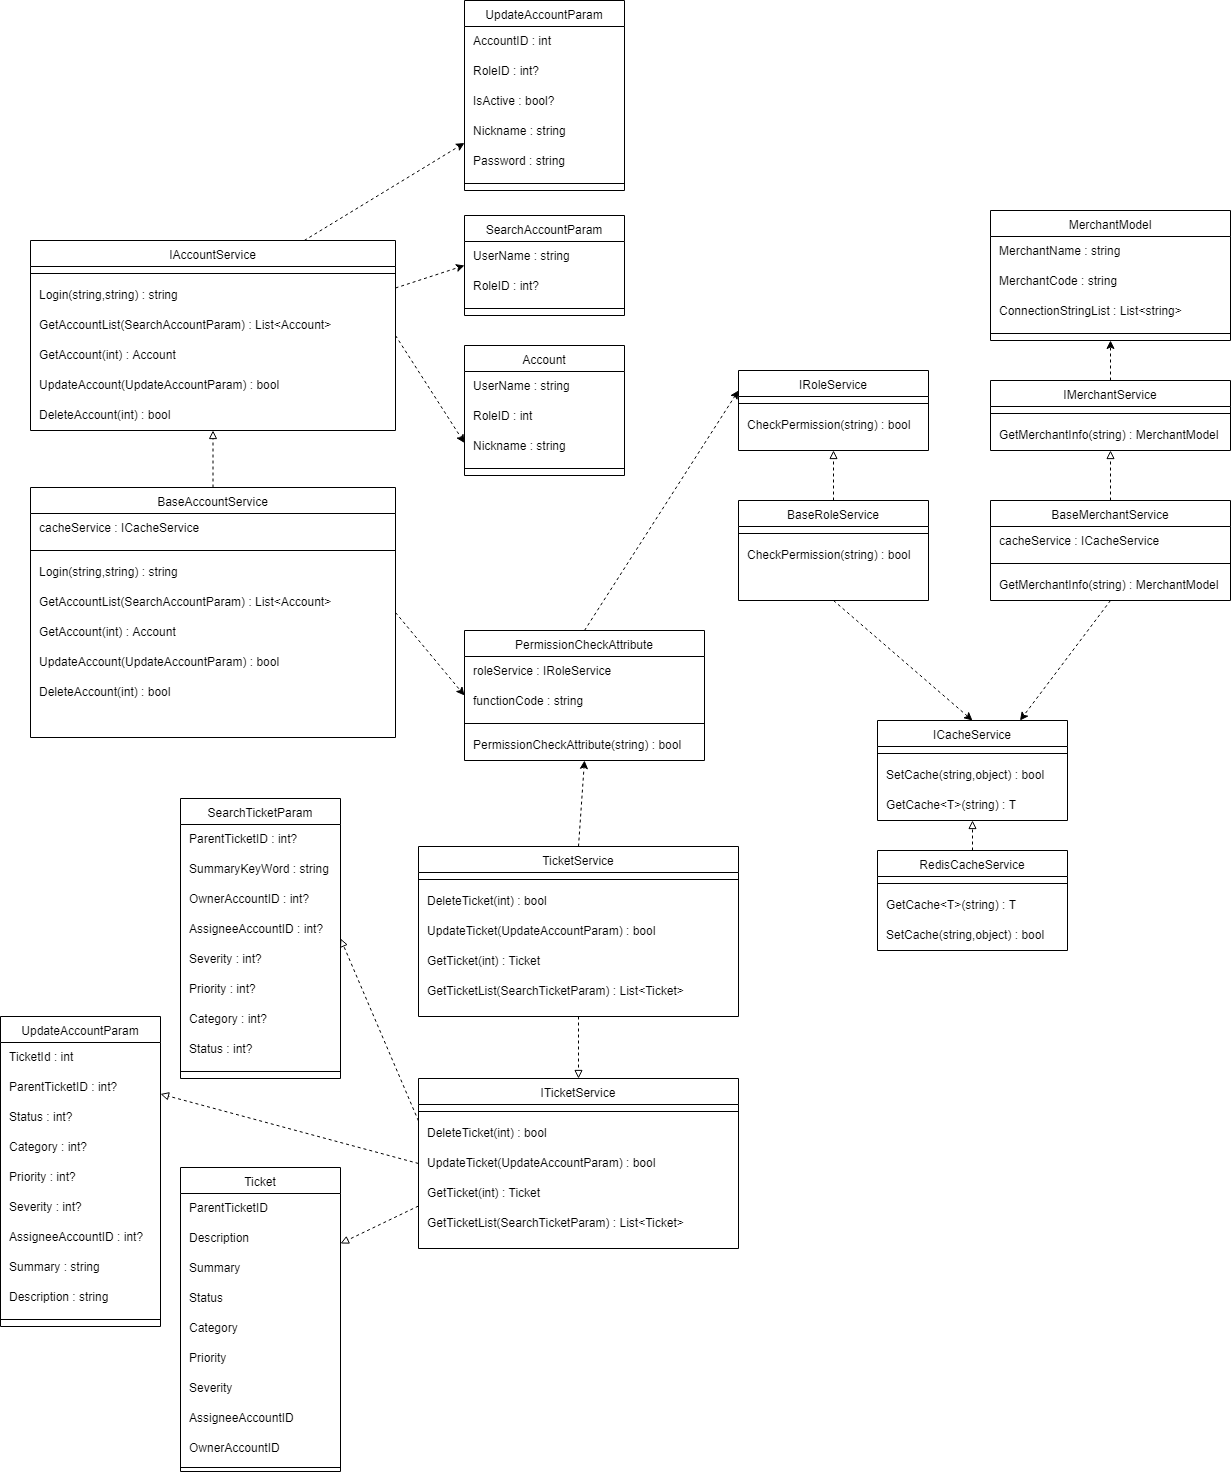 UpdateAccountParam
AccountID : int
RoleID : int?
IsActive : bool?
Nickname : string
Password : string
SearchAccountParam
UserName : string
RoleID : int?
Account
UserName : string
RoleID : int
Nickname : string
IAccountService
Login(string,string) : string
GetAccountList(SearchAccountParam) : List<Account>
GetAccount(int) : Account
UpdateAccount(UpdateAccountParam) : bool
DeleteAccount(int) : bool
BaseAccountService
cacheService : ICacheService
Login(string,string) : string
GetAccountList(SearchAccountParam) : List<Account>
GetAccount(int) : Account
UpdateAccount(UpdateAccountParam) : bool
DeleteAccount(int) : bool
MerchantModel
MerchantName : string
MerchantCode : string
ConnectionStringList : List<string>
IRoleService
CheckPermission(string) : bool
IMerchantService
GetMerchantInfo(string) : MerchantModel
BaseRoleService
CheckPermission(string) : bool
BaseMerchantService
cacheService : ICacheService
GetMerchantInfo(string) : MerchantModel
PermissionCheckAttribute
roleService : IRoleService
functionCode : string
PermissionCheckAttribute(string) : bool
ICacheService
SetCache(string,object) : bool
GetCache<T>(string) : T
RedisCacheService
GetCache<T>(string) : T
SetCache(string,object) : bool
SearchTicketParam
ParentTicketID : int?
SummaryKeyWord : string
OwnerAccountID : int?
AssigneeAccountID : int?
Severity : int?
Priority : int?
Category : int?
Status : int?
TicketService
DeleteTicket(int) : bool
UpdateTicket(UpdateAccountParam) : bool
GetTicket(int) : Ticket
GetTicketList(SearchTicketParam) : List<Ticket>
UpdateAccountParam
TicketId : int
ParentTicketID : int?
Status : int?
Category : int?
Priority : int?
Severity : int?
AssigneeAccountID : int?
Summary : string
Description : string
ITicketService
DeleteTicket(int) : bool
UpdateTicket(UpdateAccountParam) : bool
GetTicket(int) : Ticket
GetTicketList(SearchTicketParam) : List<Ticket>
Ticket
ParentTicketID
Description
Summary
Status
Category
Priority
Severity
AssigneeAccountID
OwnerAccountID